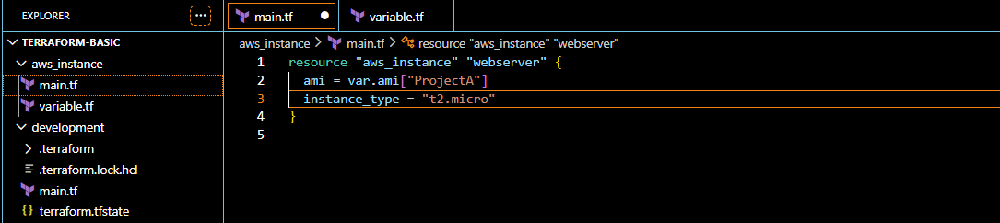 EXPLORER
TERRAFORM-BASIC
aws_instance
main.tf
variable.tf
development
.terraform
.terraform.lock.hcl
main.tf
terraform.tfstate
main.tf
variable.tf
aws_instance > main.tf > resource "aws_instance" "webserver"
1 resource "aws_instance" "webserver" {
2 ami = var.ami["ProjectA"]
3 instance_type = "t2.micro"
4 }
5